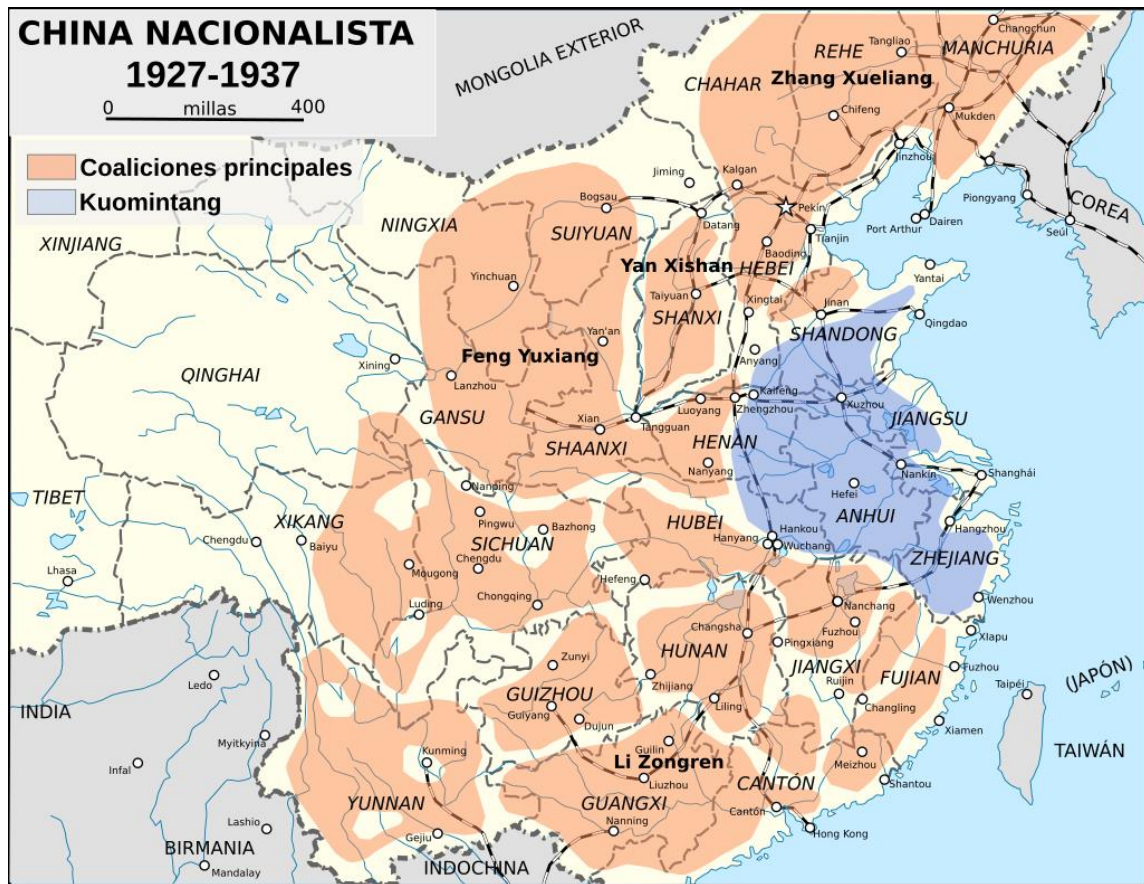 CHINA NACIONALISTA
1927-1937
0 millas 400
Coaliciones principales
Kuomintang
MONGOLIA EXTERIOR
CHAHAR
REHE
MANCHURIA
Changchun
Tangliao
Zhang Xueliang
Chifeng
Mukden
Jinzhou
Jiming
Kalgan
Bogsau
NINGXIA
SUIYUAN
Datang
Pekín
Tianjin
Port Arthur
Dairen
Piongyang
COREA
Seúl
XINJIANG
Yinchuan
Yan Xishan
HEBEI
Baoding
Taiyuan
SHANXI
Xingtai
Jinan
Yantai
SHANDONG
Qingdao
Yan'an
Feng Yuxiang
Anyang
QINGHAI
Xining
Lanzhou
GANSU
Xian
Tangguan
Luoyang
Kaifeng
Zhengzhou
Xuzhou
JIANGSU
SHAANXI
HENAN
Nanyang
Nankín
Shanghái
Hefei
ANHUI
Hangzhou
TIBET
XIKANG
Nanping
Pingwu
Bazhong
SICHUAN
HUBEI
Hankou
Hanyang
Wuchang
ZHEJIANG
Chengdu
Baiyu
Lhasa
Mougong
Chengdu
Hefeng
Chongqing
Luding
Wenzhou
Nanchang
Changsha
Fuzhou
Pingxiang
XIapu
Zunyi
HUNAN
JIANGXI
FUJIAN
Fuzhou
Ledo
GUIZHOU
Zhijiang
Ruijin
Changling
Taipéi
(JAPÓN)
INDIA
Guiyang
Dujun
Liling
Xiamen
Myitkyina
Kunming
Guilin
Li Zongren
TAIWÁN
Infal
Liuzhou
Meizhou
Shantou
CANTÓN
YUNNAN
GUANGXI
Cantón
Nanning
Hong Kong
Lashio
Gejiu
BIRMANIA
Mandalay
INDOCHINA